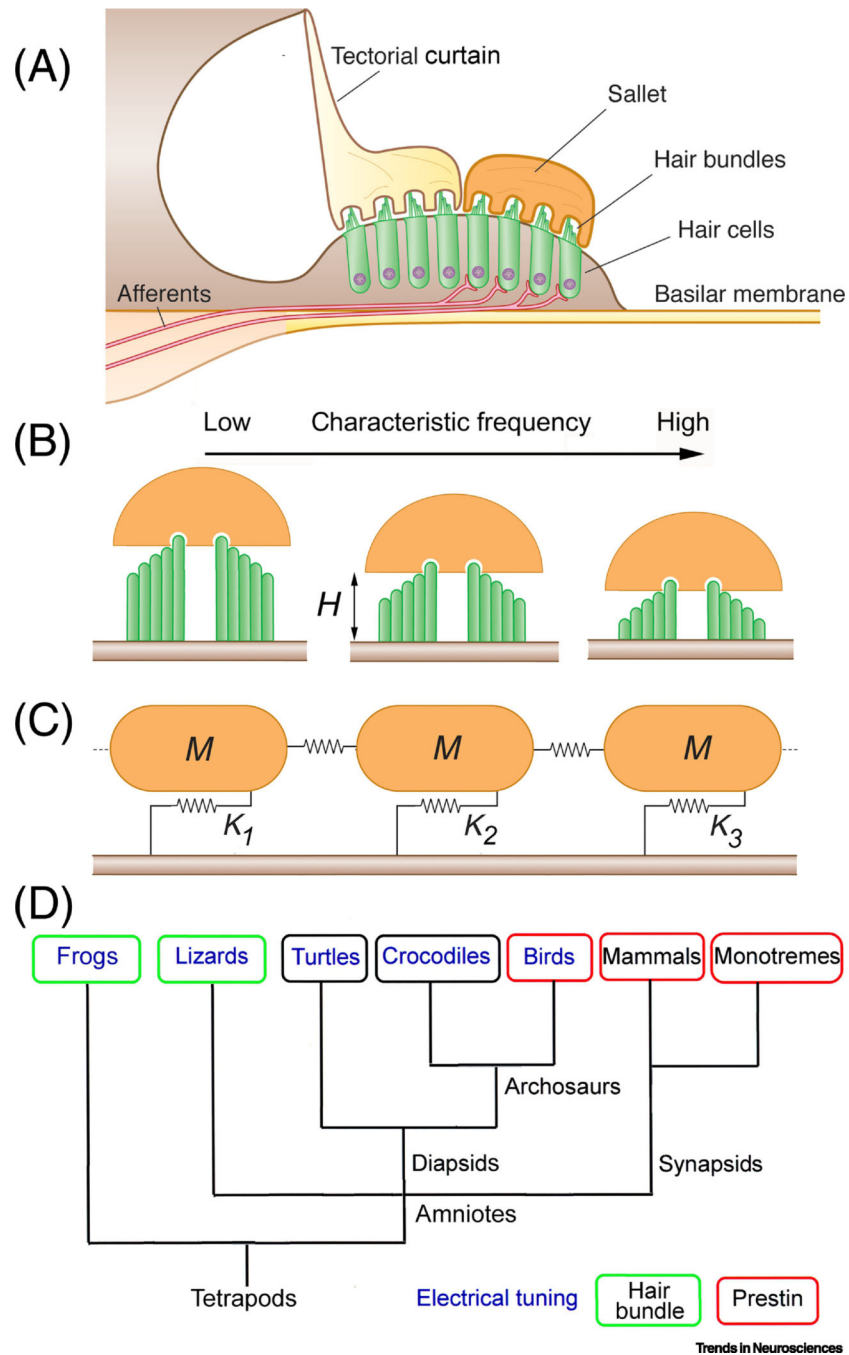 (A)
Tectorial curtain
Sallet
Hair bundles
Hair cells
Afferents
Basilar membrane
(B)
Low Characteristic frequency High
H
(C)
M M M
K1 K2 K3
(D)
Frogs Lizards Turtles Crocodiles Birds Mammals Monotremes
Archosaurs
Diapsids Synapsids
Amniotes
Tetrapods Electrical tuning Hair bundle Prestin
Trends in Neurosciences